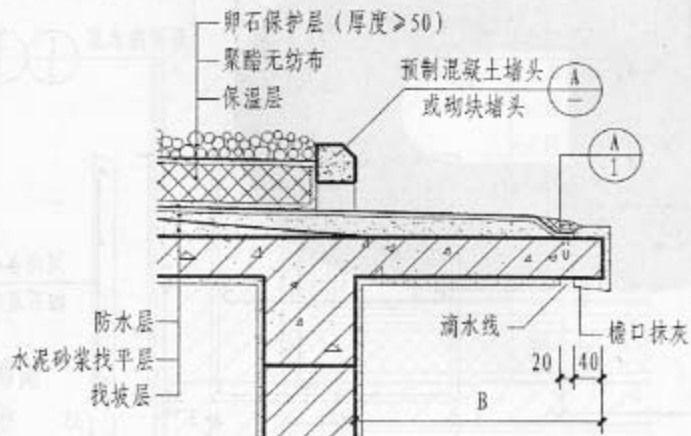 卵石保护层(厚度≥50)
聚酯无纺布
保温层
预制混凝土堵头
或砌块堵头
A
—
A
1
防水层
水泥砂浆找平层
找坡层
滴水线
檐口抹灰
20
40
B